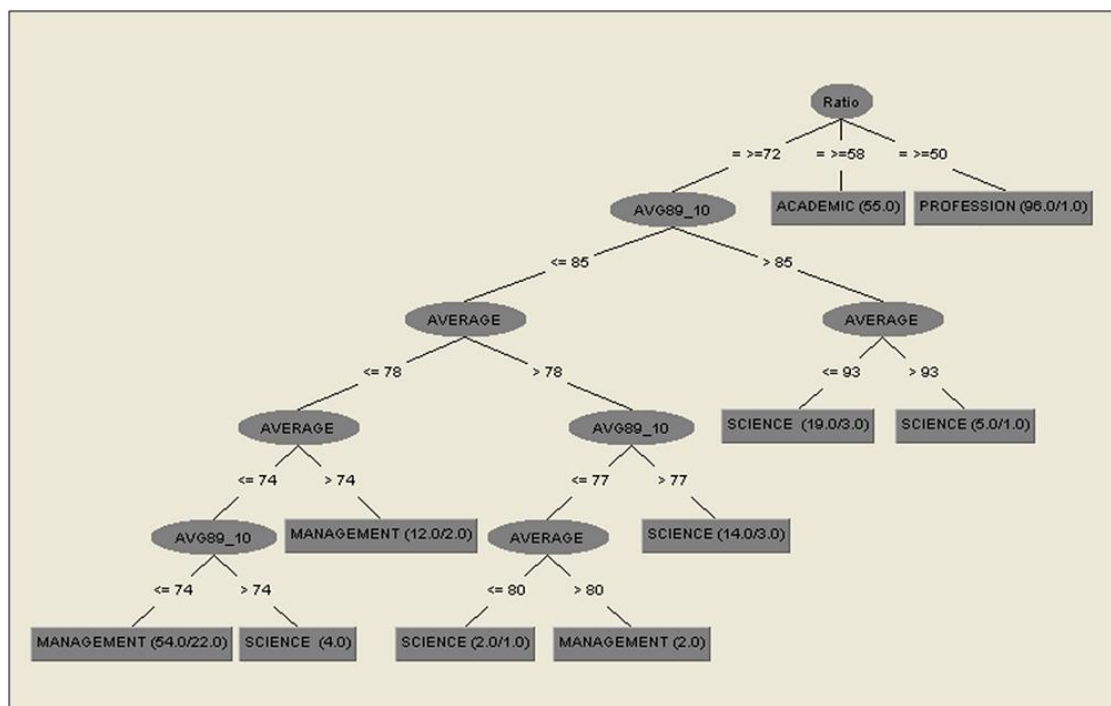 Ratio
= >=72
= >=58
= >=50
AVG89_10
ACADEMIC (55.0)
PROFESSION (96.0/1.0)
<= 85
> 85
AVERAGE
AVERAGE
<= 78
> 78
<= 93
> 93
AVERAGE
AVG89_10
SCIENCE (19.0/3.0)
SCIENCE (5.0/1.0)
<= 74
> 74
<= 77
> 77
AVG89_10
MANAGEMENT (12.0/2.0)
AVERAGE
SCIENCE (14.0/3.0)
<= 74
> 74
<= 80
> 80
MANAGEMENT (54.0/22.0)
SCIENCE (4.0)
SCIENCE (2.0/1.0)
MANAGEMENT (2.0)